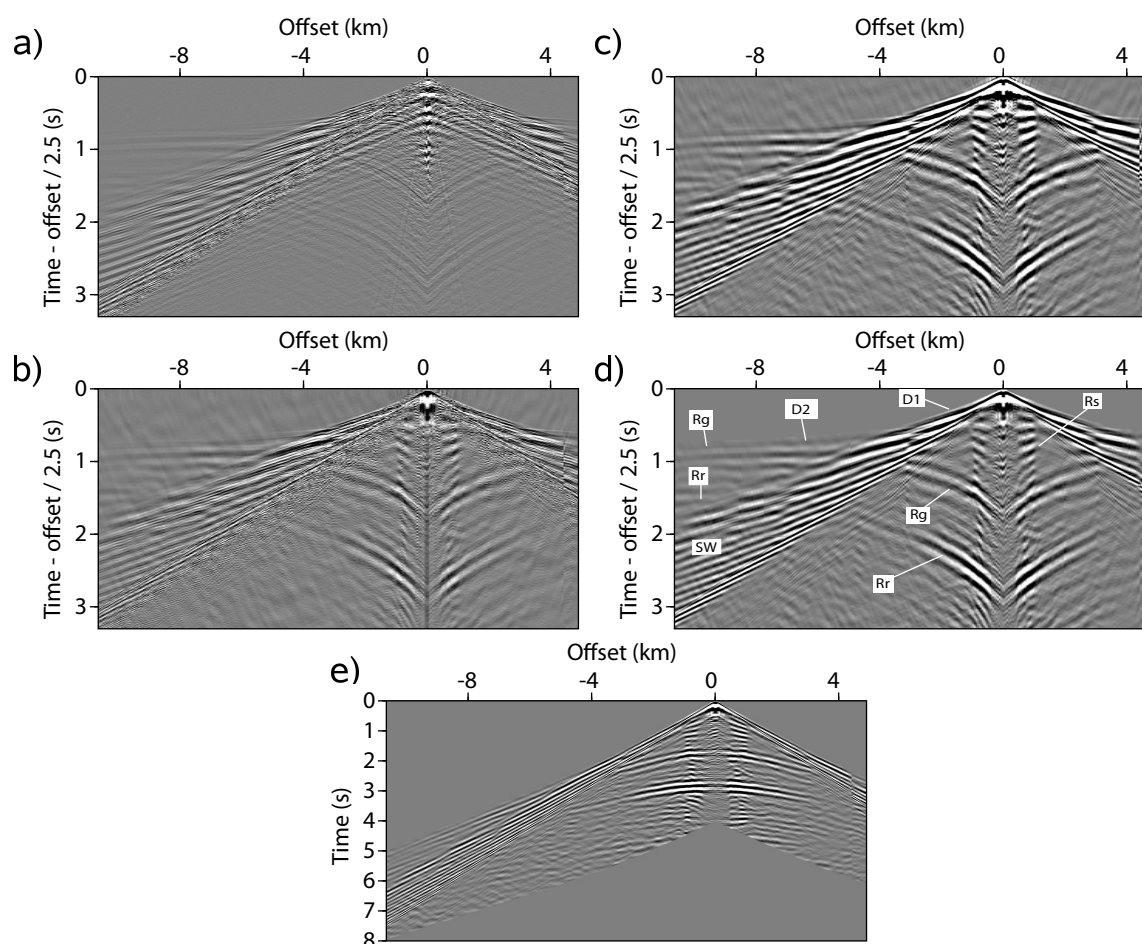 a)
Offset (km)
-8 -4 0 4
Time - offset / 2.5 (s)
0
1
2
3
c)
Offset (km)
-8 -4 0 4
Time - offset / 2.5 (s)
0
1
2
3
b)
Offset (km)
-8 -4 0 4
Time - offset / 2.5 (s)
0
1
2
3
d)
Offset (km)
-8 -4 0 4
Time - offset / 2.5 (s)
0
1
2
3
Rg
D2
D1
Rs
Rr
Rg
SW
Rr
e)
Offset (km)
-8 -4 0 4
Time (s)
0
1
2
3
4
5
6
7
8